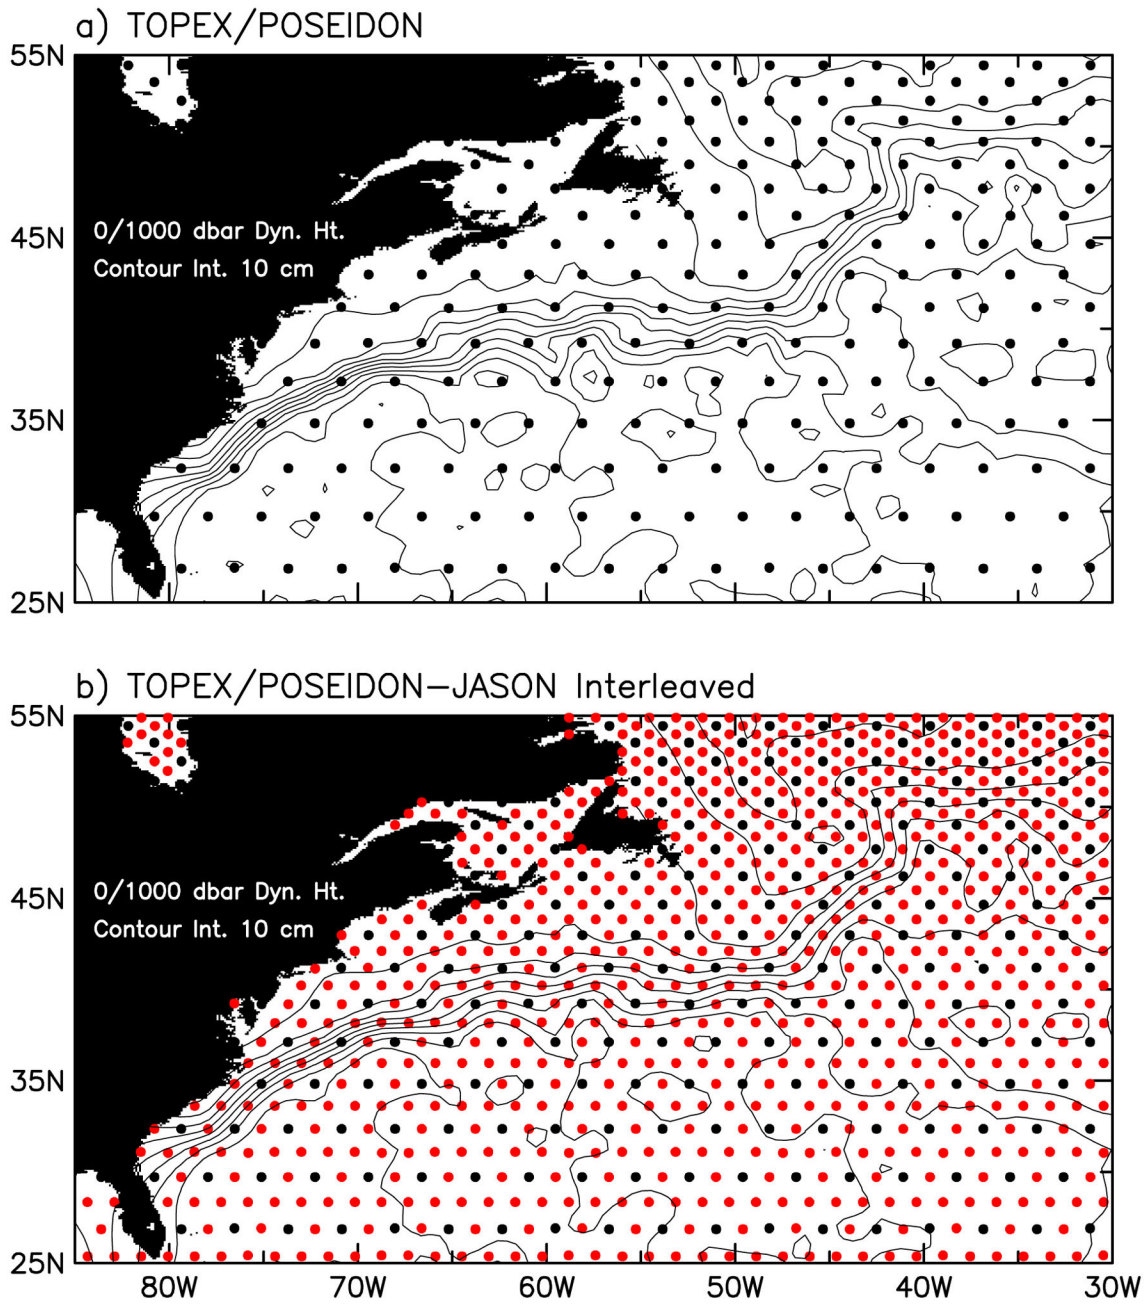 a) TOPEX/POSEIDON
55N
45N
0/1000 dbar Dyn. Ht.
Contour Int. 10 cm
35N
25N
b) TOPEX/POSEIDON–JASON Interleaved
55N
45N
0/1000 dbar Dyn. Ht.
Contour Int. 10 cm
35N
25N
80W 70W 60W 50W 40W 30W